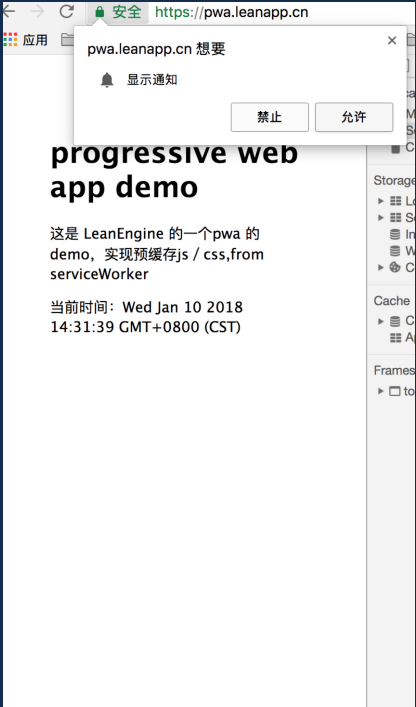 安全 https://pwa.leanapp.cn
应用
pwa.leanapp.cn 想要
显示通知
禁止 允许
progressive web
app demo
这是 LeanEngine 的一个pwa 的
demo，实现预缓存js / css,from
serviceWorker
当前时间：Wed Jan 10 2018
14:31:39 GMT+0800 (CST)
Storage
Cache
Frames